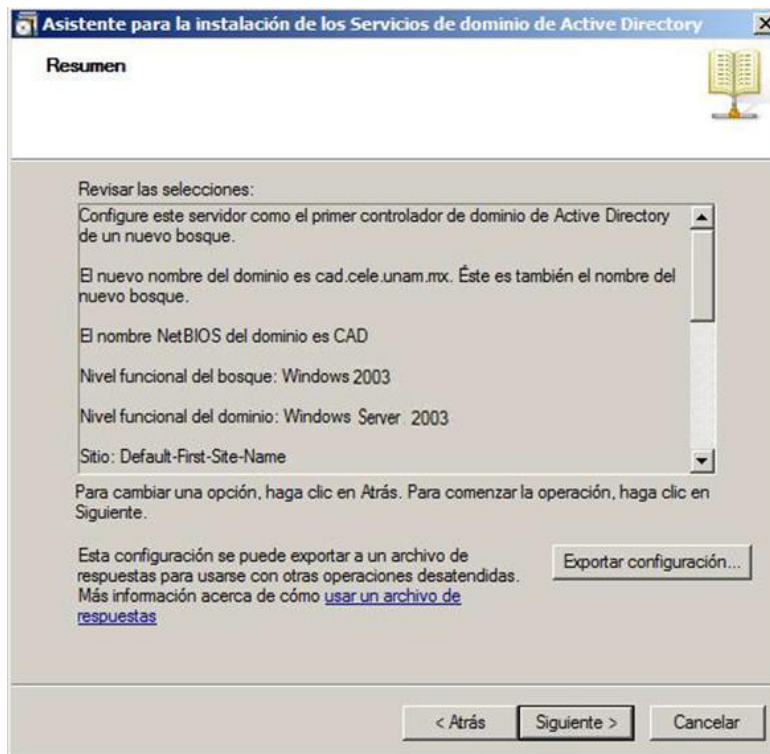 Asistente para la instalación de los Servicios de dominio de Active Directory
Resumen
Revisar las selecciones:
Configure este servidor como el primer controlador de dominio de Active Directory
de un nuevo bosque.
El nuevo nombre del dominio es cad.cele.unam.mx. Éste es también el nombre del
nuevo bosque.
El nombre NetBIOS del dominio es CAD
Nivel funcional del bosque: Windows 2003
Nivel funcional del dominio: Windows Server 2003
Sitio: Default-First-Site-Name
Para cambiar una opción, haga clic en Atrás. Para comenzar la operación, haga clic en
Siguiente.
Esta configuración se puede exportar a un archivo de
respuestas para usarse con otras operaciones desatendidas.
Más información acerca de cómo usar un archivo de
respuestas
Exportar configuración...
< Atrás
Siguiente >
Cancelar